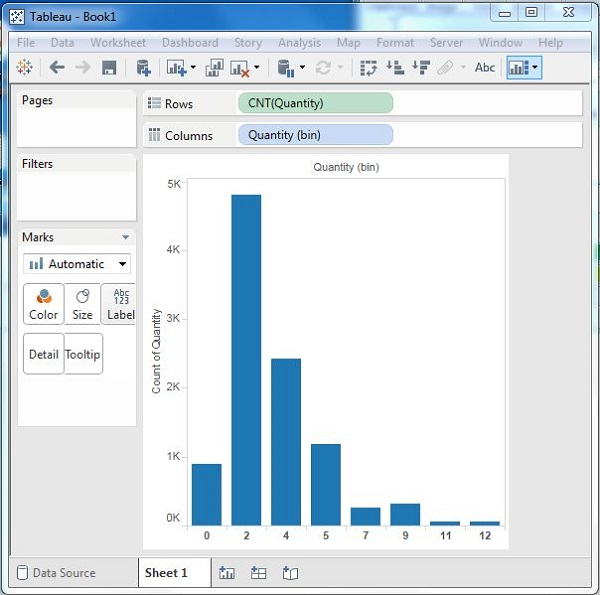 Tableau - Book1
File Data Worksheet Dashboard Story Analysis Map Format Server Window Help
Abc
Pages
Rows CNT(Quantity)
Columns Quantity (bin)
Filters
Marks
Automatic
Abc
123
Color Size Label
Detail Tooltip
Quantity (bin)
5K
4K
3K
2K
1K
0K
Count of Quantity
0 2 4 5 7 9 11 12
Data Source Sheet 1